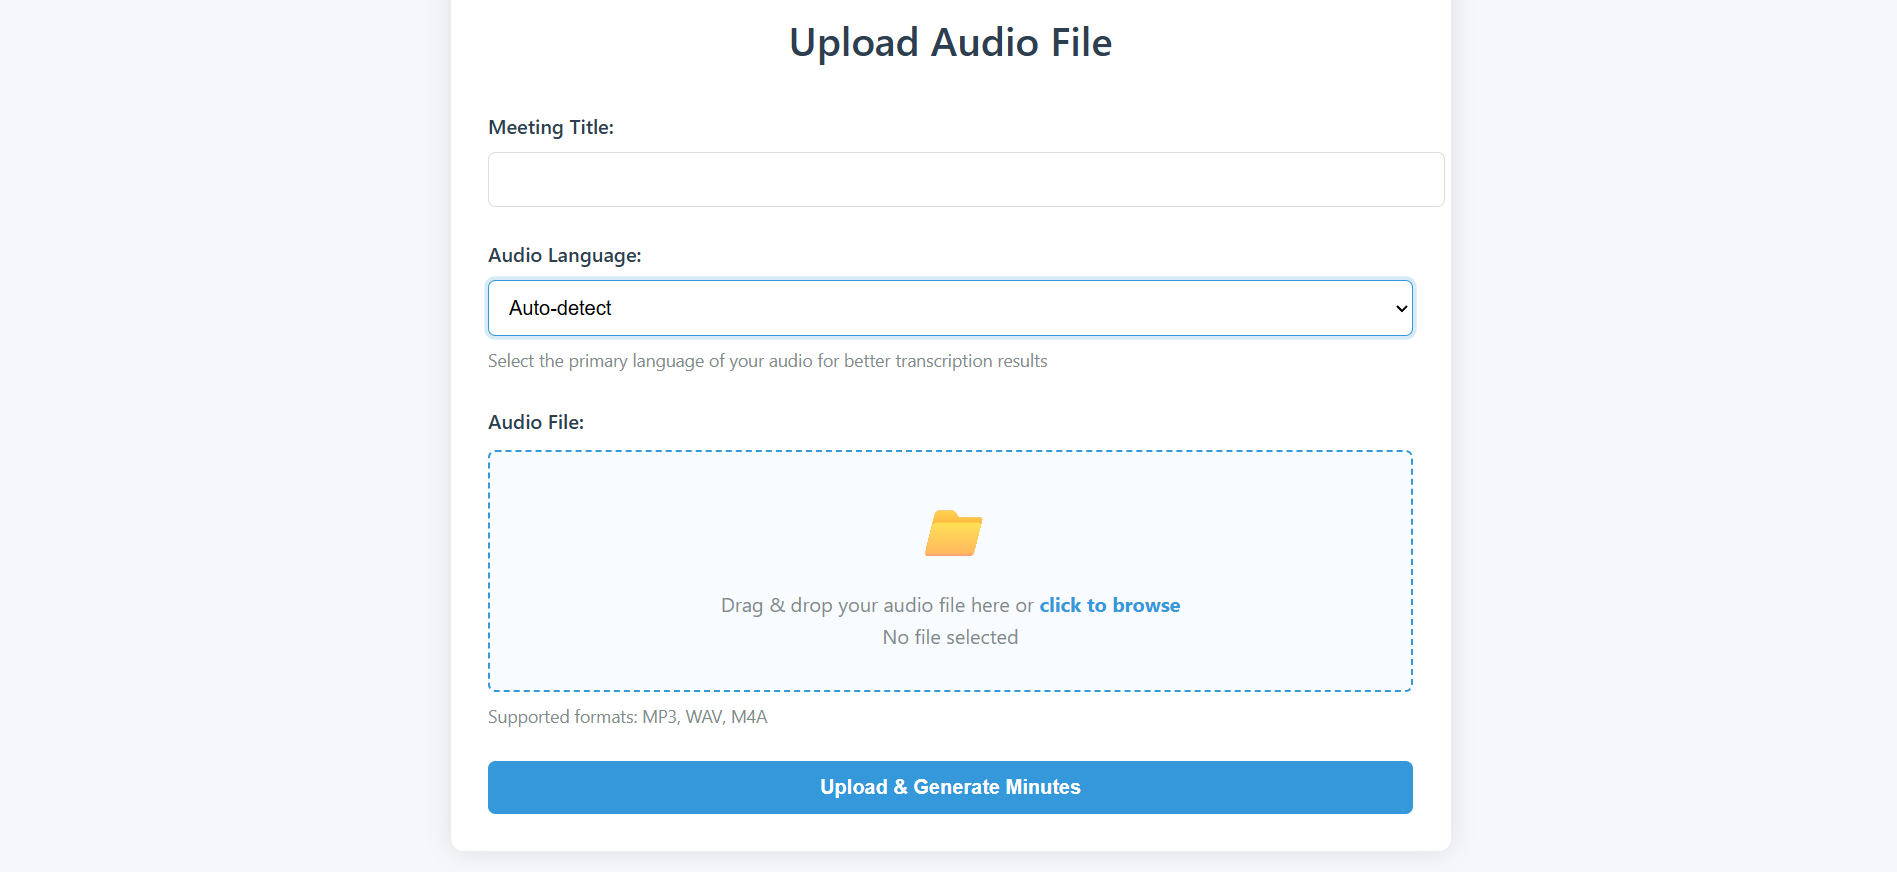 Upload Audio File
Meeting Title:
Audio Language:
Auto-detect
Select the primary language of your audio for better transcription results
Audio File:
Drag & drop your audio file here or click to browse
No file selected
Supported formats: MP3, WAV, M4A
Upload & Generate Minutes